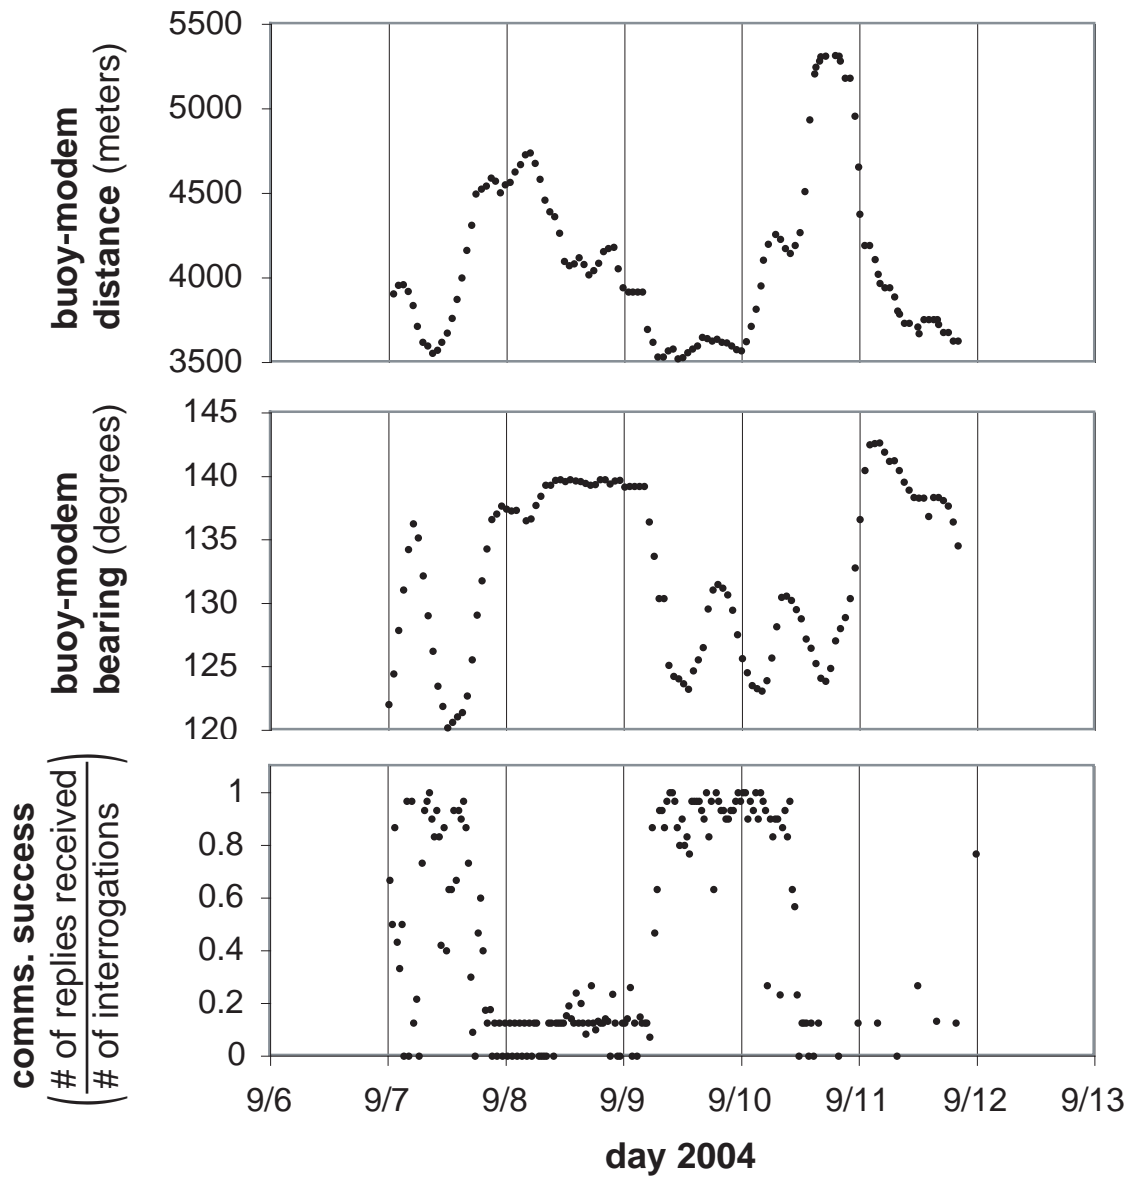 buoy-modem
distance (meters)
5500
5000
4500
4000
3500
buoy-modem
bearing (degrees)
145
140
135
130
125
120
comms. success
(# of replies received
# of interrogations)
1
0.8
0.6
0.4
0.2
0
9/6 9/7 9/8 9/9 9/10 9/11 9/12 9/13
day 2004